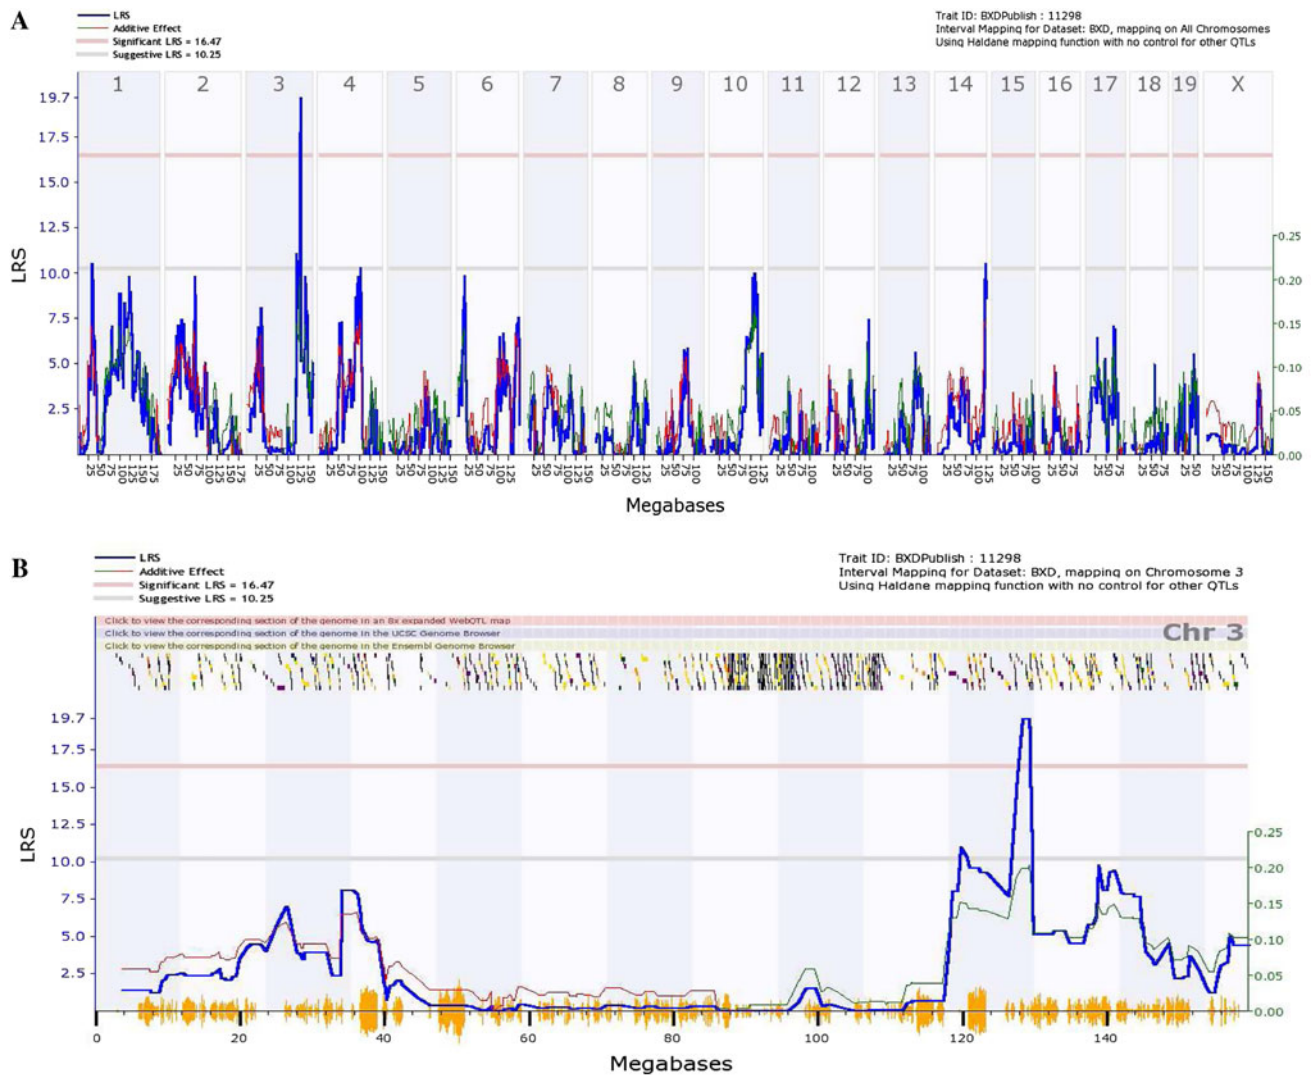 A
LRS
Additive Effect
Significant LRS = 16.47
Suggestive LRS = 10.25
Trait ID: BXDPublish : 11298
Interval Mapping for Dataset: BXD, mapping on All Chromosomes
Using Haldane mapping function with no control for other QTLs
1 2 3 4 5 6 7 8 9 10 11 12 13 14 15 16 17 18 19 X
19.7
17.5
15.0
12.5
10.0
7.5
5.0
2.5
LRS
0.25
0.20
0.15
0.10
0.05
0.00
Megabases
B
LRS
Additive Effect
Significant LRS = 16.47
Suggestive LRS = 10.25
Trait ID: BXDPublish : 11298
Interval Mapping for Dataset: BXD, mapping on Chromosome 3
Using Haldane mapping function with no control for other QTLs
Click to view the corresponding section of the genome in an 8x expanded WebQTL map
Click to view the corresponding section of the genome in the UCSC Genome Browser
Click to view the corresponding section of the genome in the Ensembl Genome Browser
Chr 3
19.7
17.5
15.0
12.5
10.0
7.5
5.0
2.5
LRS
0.25
0.20
0.15
0.10
0.05
0.00
0 20 40 60 80 100 120 140
Megabases